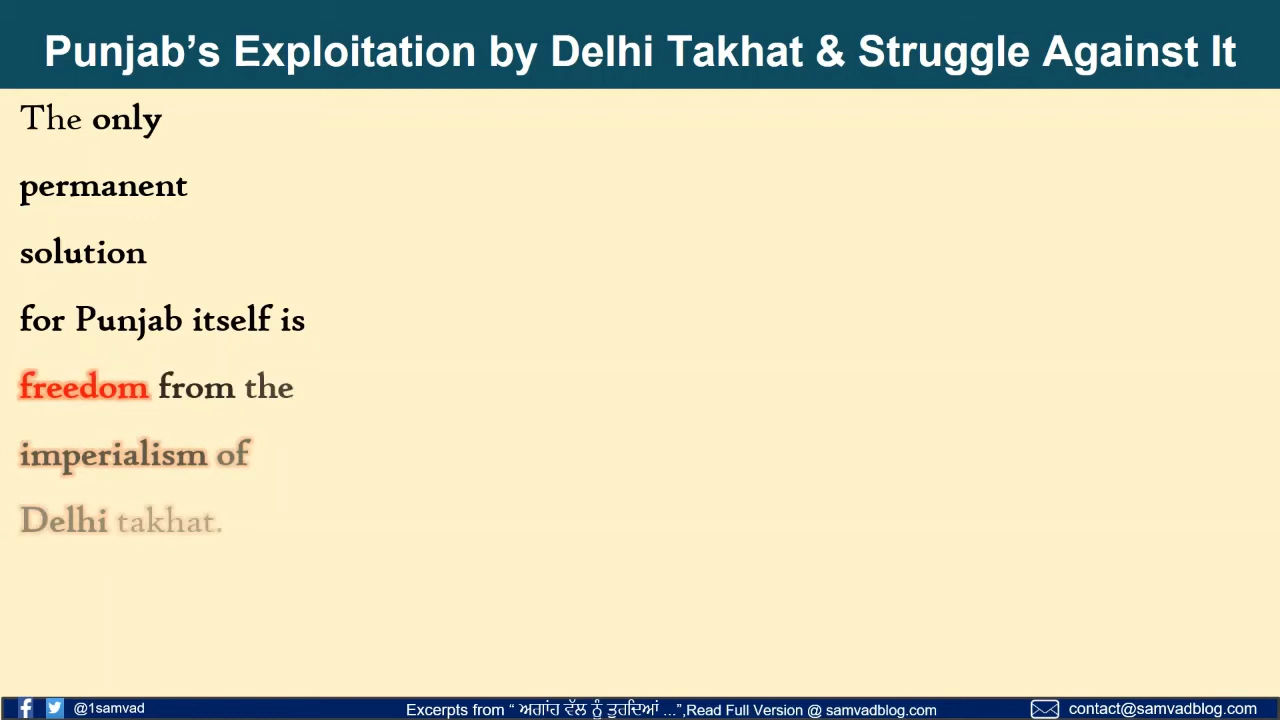 Punjab’s Exploitation by Delhi Takhat & Struggle Against It
The only
permanent
solution
for Punjab itself is
freedom from the
imperialism of
Delhi takhat.
@1samvad
Excerpts from “ ਅਗਾਂਹ ਵੱਲ ਨੂੰ ਤੁਰਦਿਆਂ ...”,Read Full Version @ samvadblog.com
contact@samvadblog.com